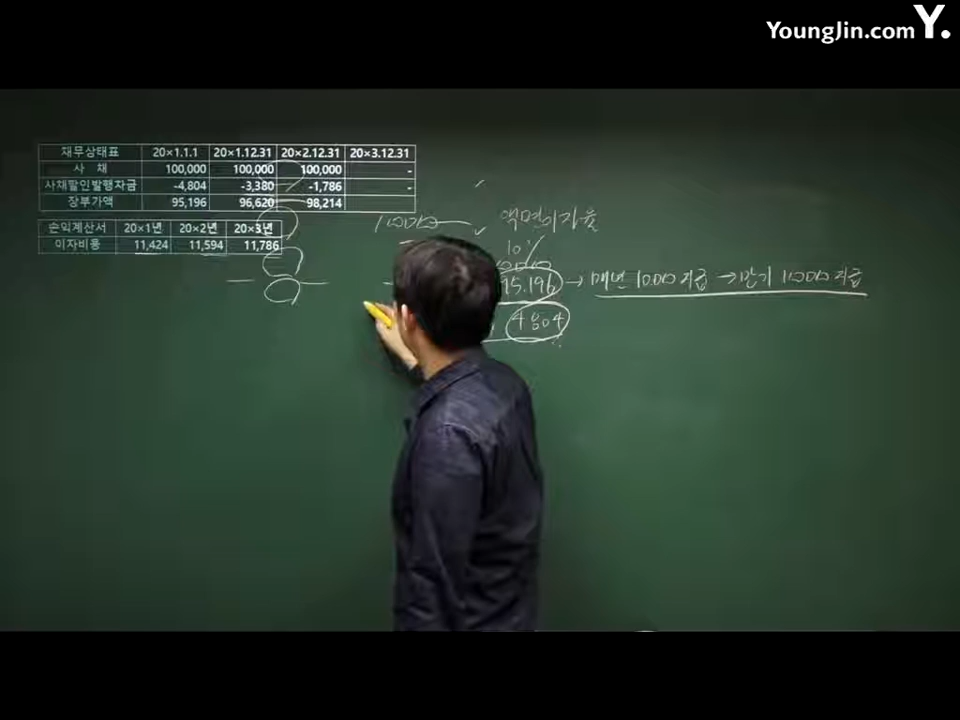 YoungJin.com Y.
재무상태표 20×1.1.1 20×1.12.31 20×2.12.31 20×3.12.31
사 채 100,000 100,000 100,000 -
사채할인발행차금 -4,804 -3,380 -1,786 -
장부가액 95,196 96,620 98,214
손익계산서 20×1년 20×2년 20×3년
이자비용 11,424 11,594 11,786
액면이자율
10%
95.196 → 매년 10.000 지급 → 만기 100.000 지급
4804